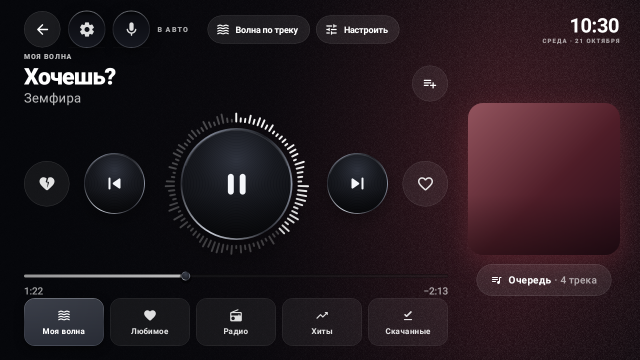 В АВТО
Волна по треку
Настроить
10:30
СРЕДА · 21 ОКТЯБРЯ
МОЯ ВОЛНА
Хочешь?
Земфира
Очередь · 4 трека
1:22
−2:13
Моя волна
Любимое
Радио
Хиты
Скачанные